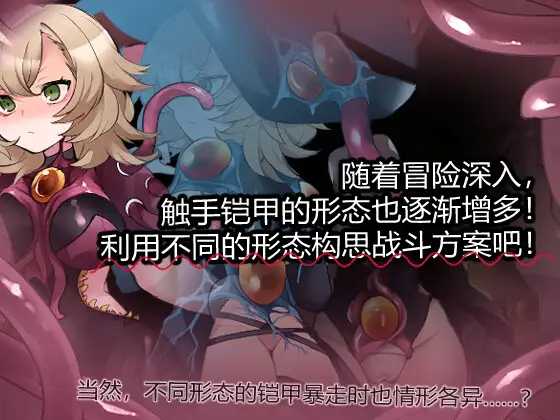 随着冒险深入，
触手铠甲的形态也逐渐增多！
利用不同的形态构思战斗方案吧！
当然，不同形态的铠甲暴走时也情形各异……？